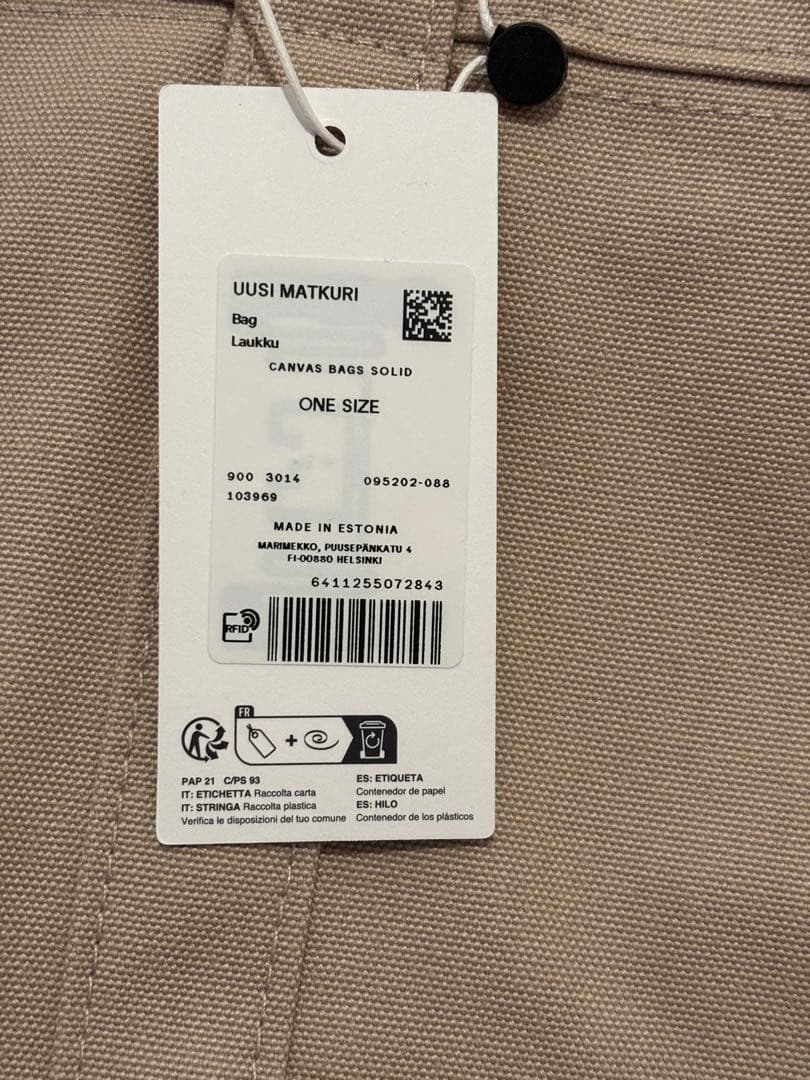 UUSI MATKURI
Bag
Laukku
CANVAS BAGS SOLID
ONE SIZE
900 3014
103969
095202-088
MADE IN ESTONIA
MARIMEKKO, PUUSEPÄNKATU 4
FI-00880 HELSINKI
6411255072843
RFID
FR
PAP 21 C/PS 93
IT: ETICHETTA Raccolta carta
IT: STRINGA Raccolta plastica
Verifica le disposizioni del tuo comune
ES: ETIQUETA
Contenedor de papel
ES: HILO
Contenedor de los plásticos